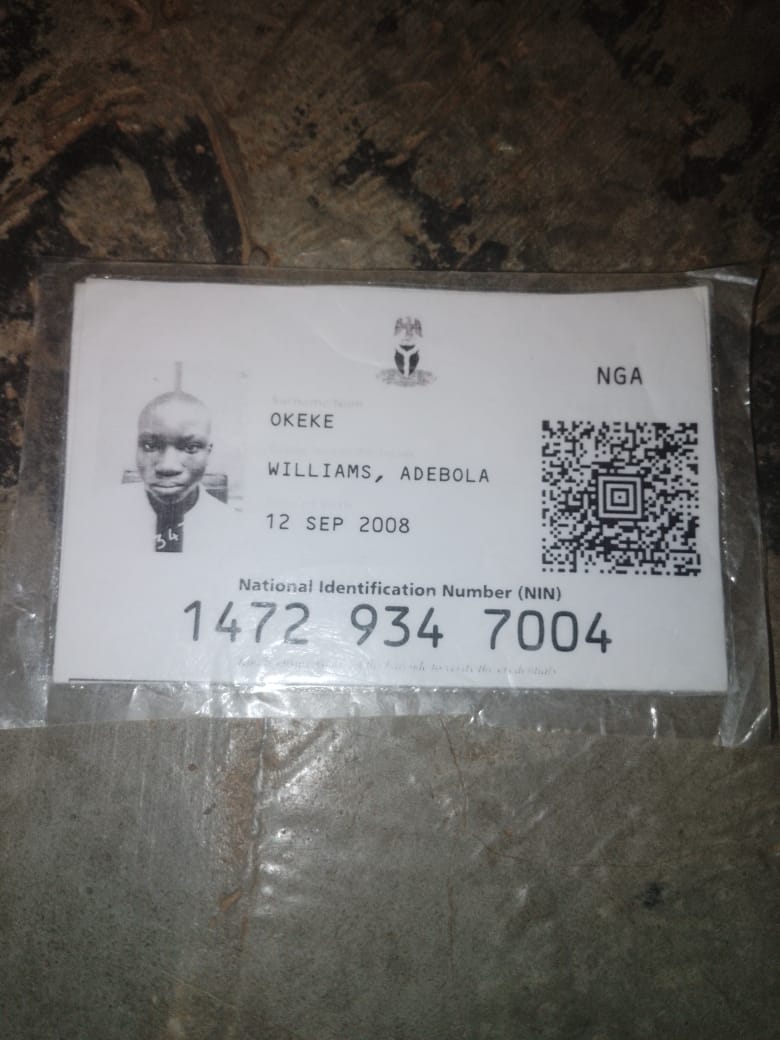 NGA
OKEKE
WILLIAMS, ADEBOLA
12 SEP 2008
National Identification Number (NIN)
1472 934 7004